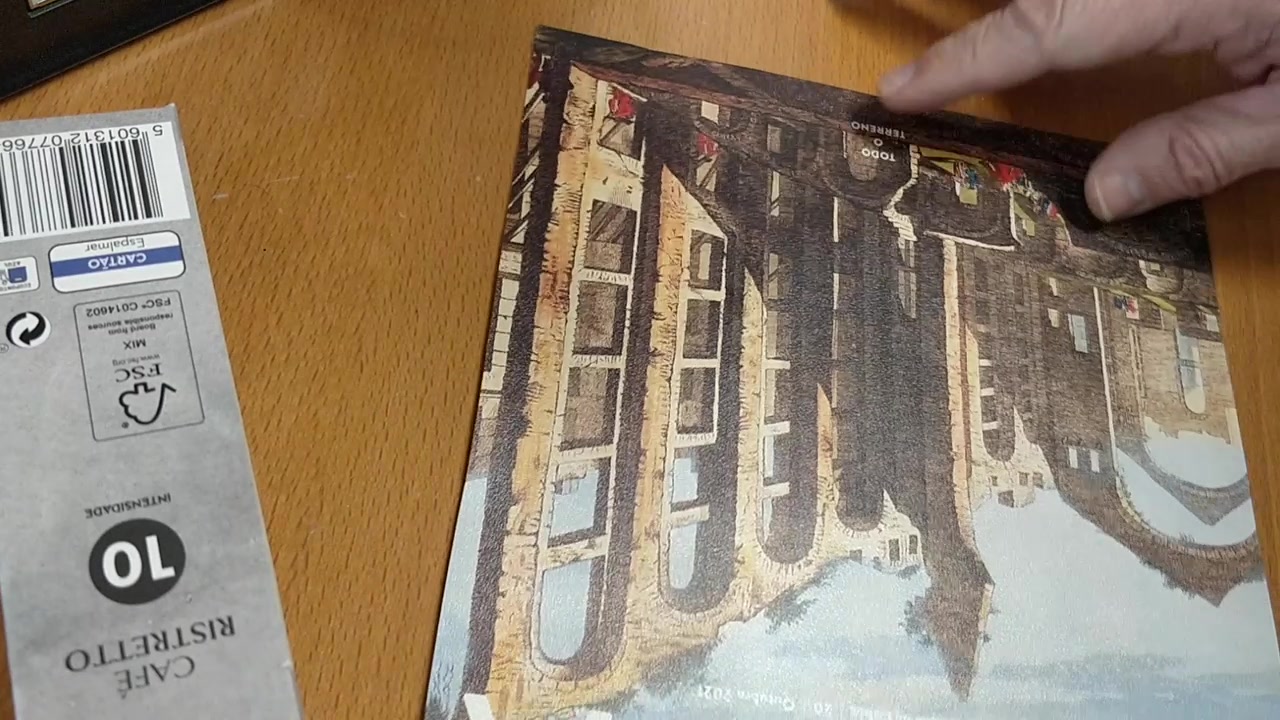 CAFÉ
RISTRETTO
10
INTENSIDADE
FSC
www.fsc.org
MIX
Board from
responsible sources
FSC® C014602
CARTÃO
Espalmar
5 601312 07766
20
Outubro 2021
TODO
O
TERRENO